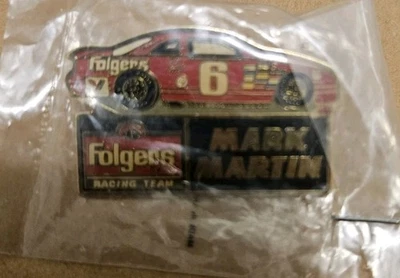 Folgers
6
Folgers
RACING TEAM
MARK
MARTIN